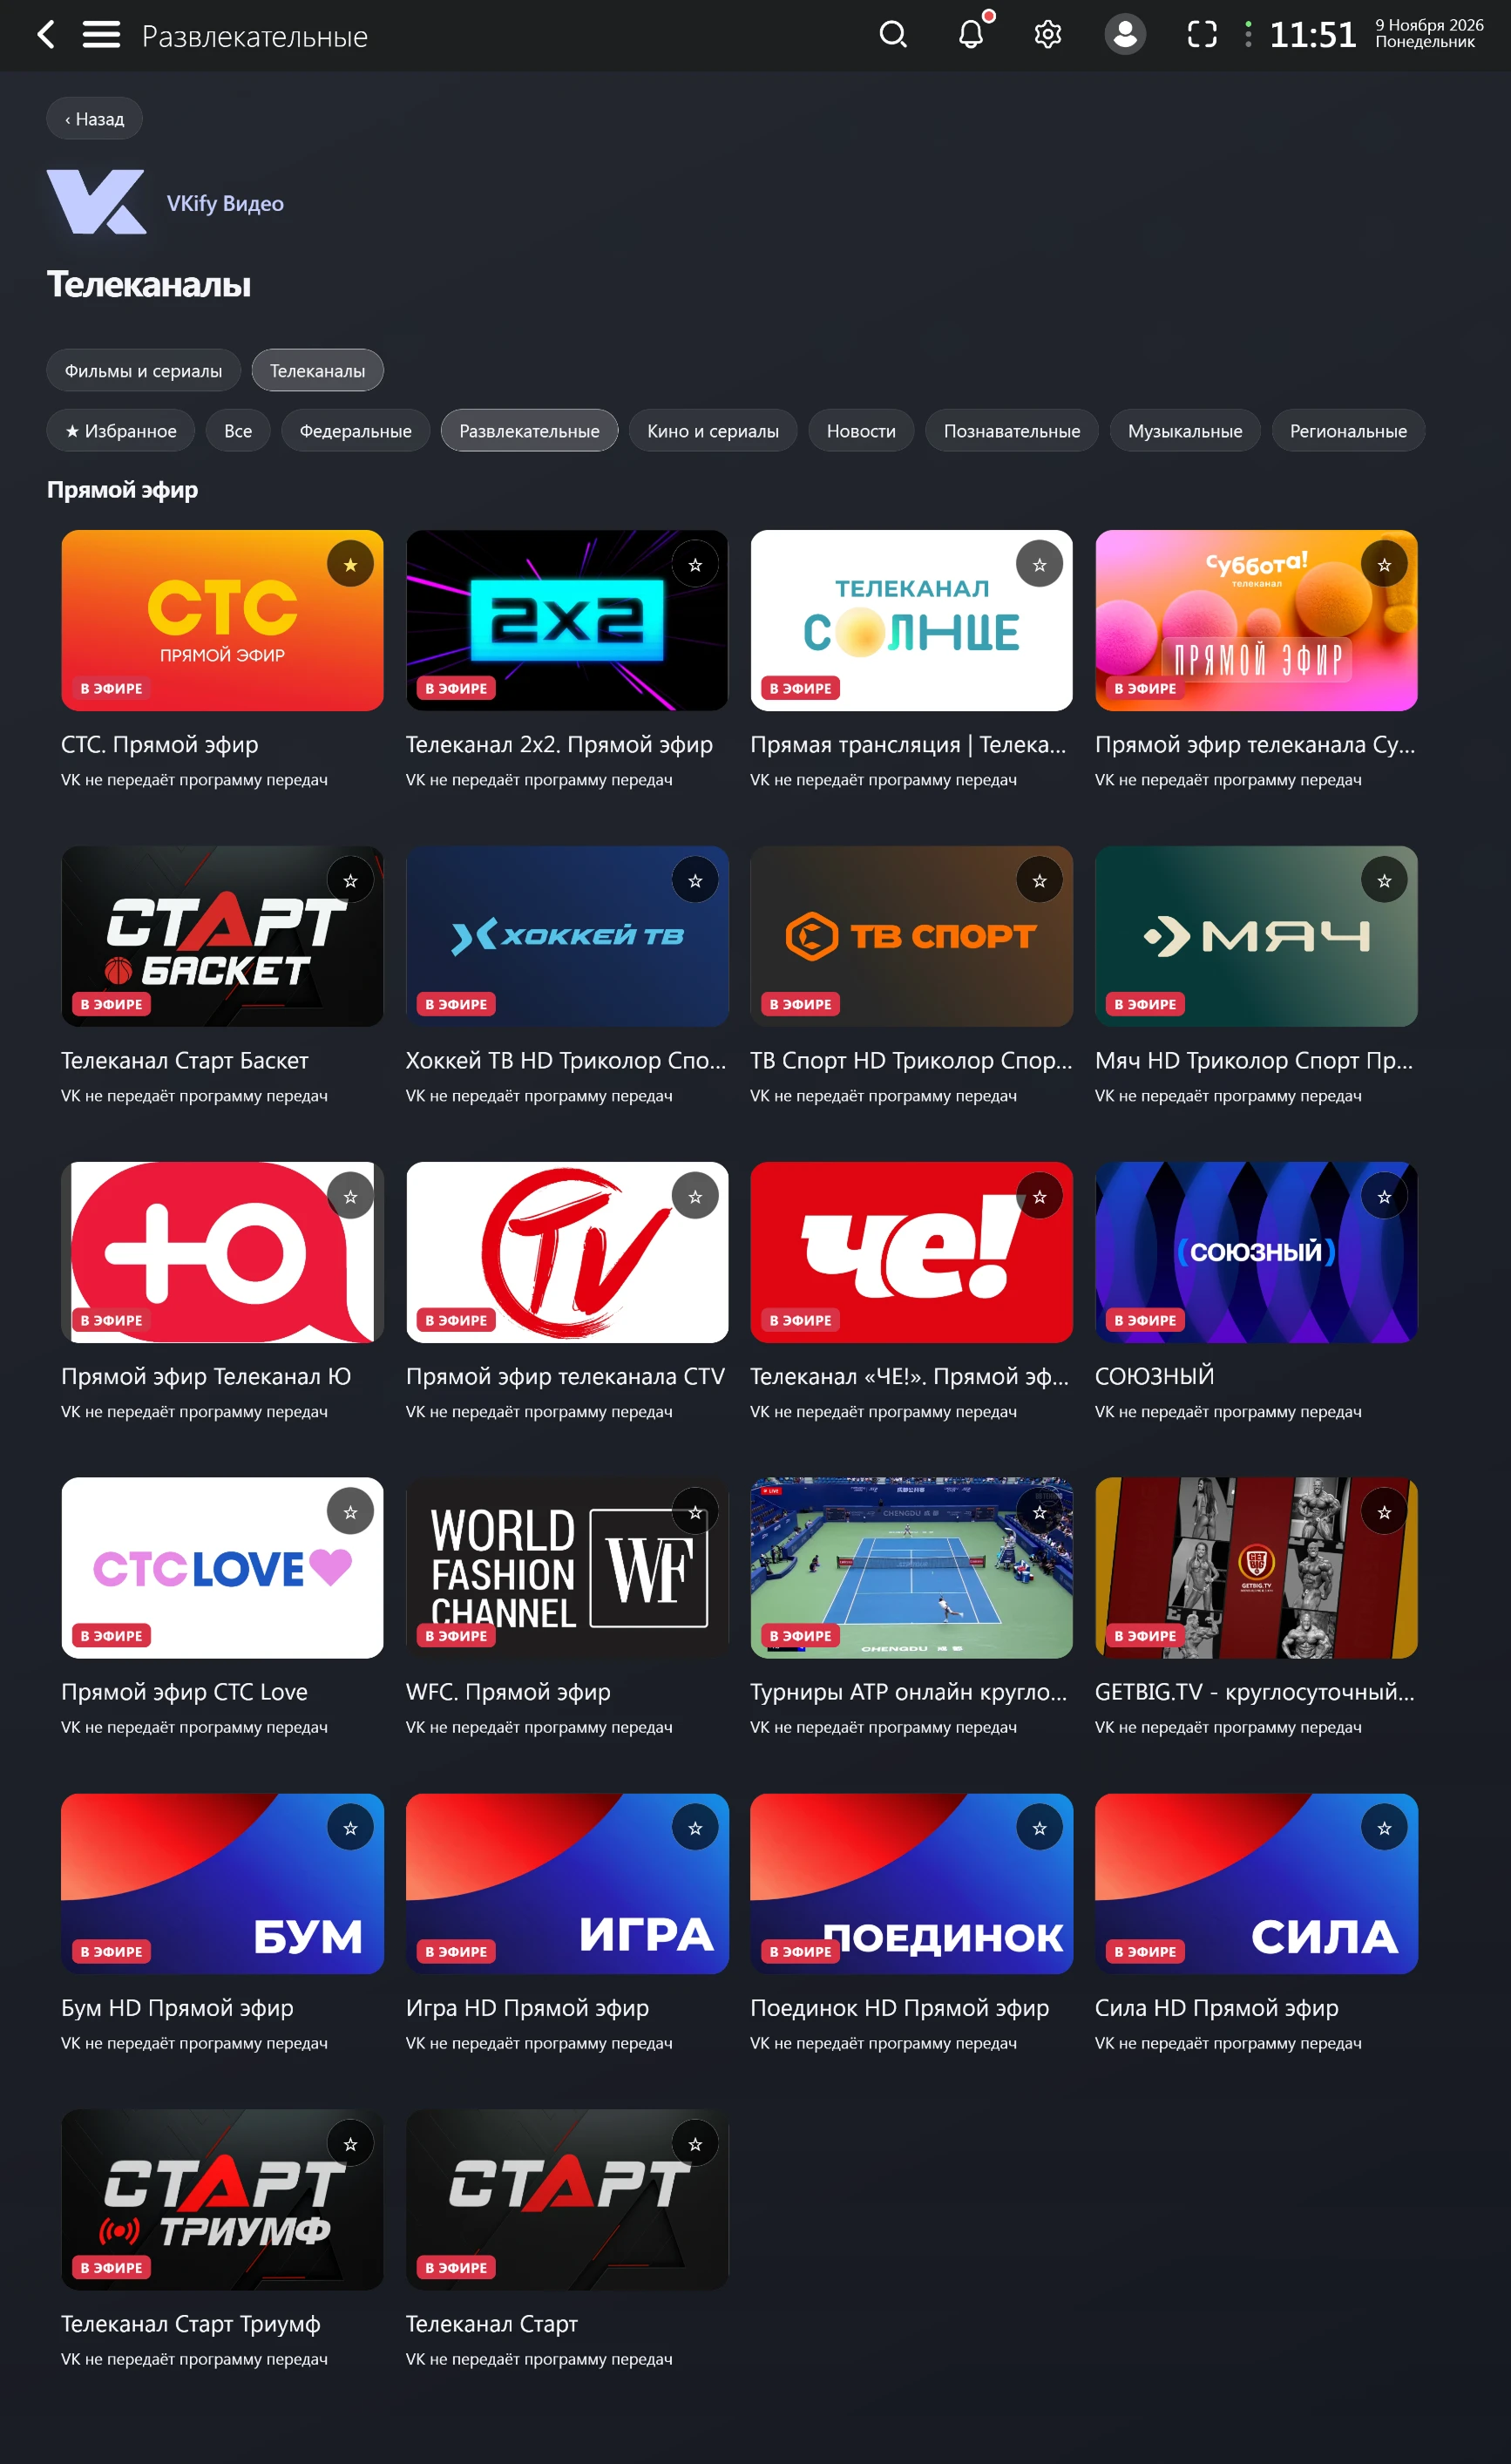 Развлекательные
11:51
9 Ноября 2026
Понедельник
‹ Назад
VKify Видео
Телеканалы
Фильмы и сериалы Телеканалы
★ Избранное Все Федеральные Развлекательные Кино и сериалы Новости Познавательные Музыкальные Региональные
Прямой эфир
СТС
ПРЯМОЙ ЭФИР
В ЭФИРЕ
СТС. Прямой эфир
VK не передаёт программу передач
2x2
В ЭФИРЕ
Телеканал 2x2. Прямой эфир
VK не передаёт программу передач
ТЕЛЕКАНАЛ
СОЛНЦЕ
В ЭФИРЕ
Прямая трансляция | Телека...
VK не передаёт программу передач
суббота!
телеканал
ПРЯМОЙ ЭФИР
В ЭФИРЕ
Прямой эфир телеканала Су...
VK не передаёт программу передач
СТАРТ
БАСКЕТ
В ЭФИРЕ
Телеканал Старт Баскет
VK не передаёт программу передач
ХОККЕЙ ТВ
В ЭФИРЕ
Хоккей ТВ HD Триколор Спо...
VK не передаёт программу передач
ТВ СПОРТ
В ЭФИРЕ
ТВ Спорт HD Триколор Спор...
VK не передаёт программу передач
МЯЧ
В ЭФИРЕ
Мяч HD Триколор Спорт Пр...
VK не передаёт программу передач
Ю
В ЭФИРЕ
Прямой эфир Телеканал Ю
VK не передаёт программу передач
CTV
В ЭФИРЕ
Прямой эфир телеканала CTV
VK не передаёт программу передач
че!
В ЭФИРЕ
Телеканал «ЧЕ!». Прямой эф...
VK не передаёт программу передач
(СОЮЗНЫЙ)
В ЭФИРЕ
СОЮЗНЫЙ
VK не передаёт программу передач
СТС LOVE
В ЭФИРЕ
Прямой эфир СТС Love
VK не передаёт программу передач
WORLD
FASHION
CHANNEL
WF
В ЭФИРЕ
WFC. Прямой эфир
VK не передаёт программу передач
LIVE
CHENGDU
CHENGDU
В ЭФИРЕ
Турниры ATP онлайн кругло...
VK не передаёт программу передач
GET
BIG
GETBIG.TV
В ЭФИРЕ
GETBIG.TV - круглосуточный...
VK не передаёт программу передач
БУМ
В ЭФИРЕ
Бум HD Прямой эфир
VK не передаёт программу передач
ИГРА
В ЭФИРЕ
Игра HD Прямой эфир
VK не передаёт программу передач
ПОЕДИНОК
В ЭФИРЕ
Поединок HD Прямой эфир
VK не передаёт программу передач
СИЛА
В ЭФИРЕ
Сила HD Прямой эфир
VK не передаёт программу передач
СТАРТ
ТРИУМФ
В ЭФИРЕ
Телеканал Старт Триумф
VK не передаёт программу передач
СТАРТ
В ЭФИРЕ
Телеканал Старт
VK не передаёт программу передач